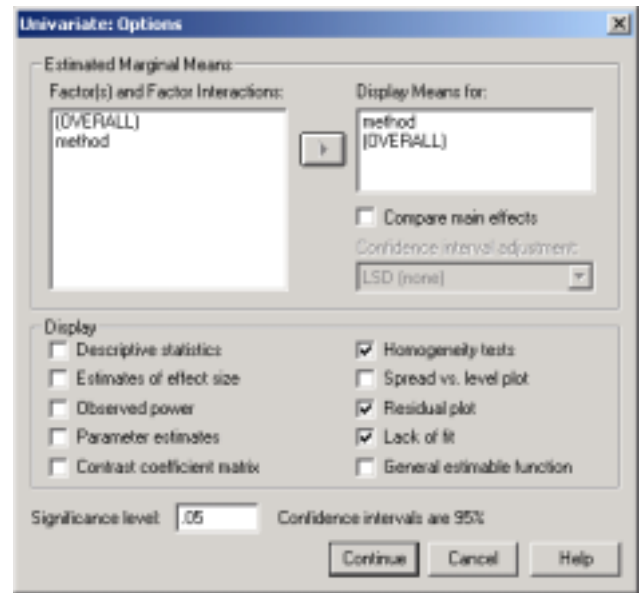 Univariate: Options
Estimated Marginal Means
Factor(s) and Factor Interactions:
(OVERALL)
method
Display Means for:
method
(OVERALL)
Compare main effects
Confidence interval adjustment:
LSD (none)
Display
Descriptive statistics
Estimates of effect size
Observed power
Parameter estimates
Contrast coefficient matrix
Homogeneity tests
Spread vs. level plot
Residual plot
Lack of fit
General estimable function
Significance level: .05 Confidence intervals are 95%
Continue Cancel Help